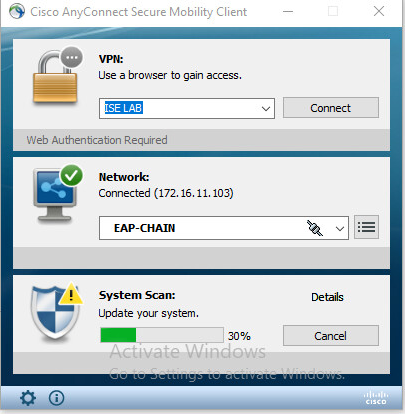 Cisco AnyConnect Secure Mobility Client
VPN:
Use a browser to gain access.
ISE LAB
Connect
Web Authentication Required
Network:
Connected (172.16.11.103)
EAP-CHAIN
System Scan:
Details
Update your system.
30%
Cancel
Activate Windows
Go to Settings to activate Windows.
cisco